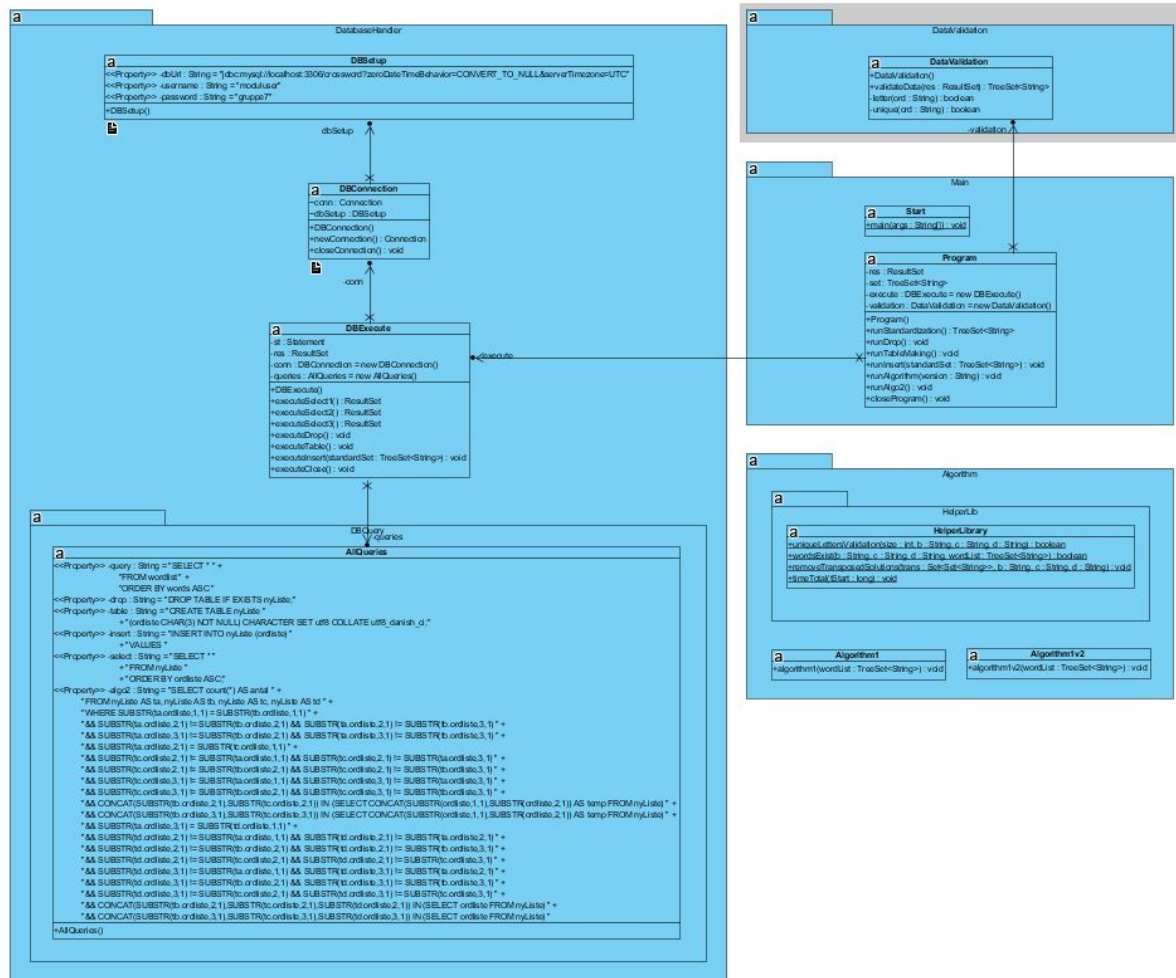 a
DatabaseHandler
a
DBSetup
<<Property>> -dbUrl : String = "jdbc:mysql://localhost:3306/crossword?zeroDateTimeBehavior=CONVERT_TO_NULL&serverTimezone=UTC"
<<Property>> -username : String = "moduluser"
<<Property>> -password : String = "gruppe7"
+DBSetup()
-dbSetup
a
DBConnection
-conn : Connection
-dbSetup : DBSetup
+DBConnection()
+newConnection() : Connection
+closeConnection() : void
-conn
a
DBExecute
-st : Statement
-res : ResultSet
-conn : DBConnection = new DBConnection()
-queries : AllQueries = new AllQueries()
+DBExecute()
+executeSelect1() : ResultSet
+executeSelect2() : ResultSet
+executeSelect3() : ResultSet
+executeDrop() : void
+executeTable() : void
+executeInsert(standardSet : TreeSet<String>) : void
+executeClose() : void
-execute
a
DBQuery
-queries
a
AllQueries
<<Property>> -query : String = "SELECT * " +
"FROM wordlist" +
"ORDER BY words ASC"
<<Property>> -drop : String = "DROP TABLE IF EXISTS nyListe;"
<<Property>> -table : String = "CREATE TABLE nyListe "
+ "(ordliste CHAR(3) NOT NULL) CHARACTER SET utf8 COLLATE utf8_danish_ci;"
<<Property>> -insert : String = "INSERT INTO nyListe (ordliste)"
+ "VALUES "
<<Property>> -select : String = "SELECT *"
+ "FROM nyListe "
+ "ORDER BY ordliste ASC;"
<<Property>> -algo2 : String = "SELECT count(*) AS antal " +
"FROM nyListe AS ta, nyListe AS tb, nyListe AS tc, nyListe AS td " +
"WHERE SUBSTR(ta.ordliste,1,1) = SUBSTR(tb.ordliste,1,1) " +
"&& SUBSTR(ta.ordliste,2,1) != SUBSTR(tb.ordliste,2,1) && SUBSTR(ta.ordliste,2,1) != SUBSTR(tb.ordliste,3,1) " +
"&& SUBSTR(ta.ordliste,3,1) != SUBSTR(tb.ordliste,2,1) && SUBSTR(ta.ordliste,3,1) != SUBSTR(tb.ordliste,3,1) " +
"&& SUBSTR(ta.ordliste,2,1) = SUBSTR(tc.ordliste,1,1) " +
"&& SUBSTR(tc.ordliste,2,1) != SUBSTR(ta.ordliste,1,1) && SUBSTR(tc.ordliste,2,1) != SUBSTR(ta.ordliste,3,1) " +
"&& SUBSTR(tc.ordliste,2,1) != SUBSTR(tb.ordliste,2,1) && SUBSTR(tc.ordliste,2,1) != SUBSTR(tb.ordliste,3,1) " +
"&& SUBSTR(tc.ordliste,3,1) != SUBSTR(ta.ordliste,1,1) && SUBSTR(tc.ordliste,3,1) != SUBSTR(ta.ordliste,3,1) " +
"&& SUBSTR(tc.ordliste,3,1) != SUBSTR(tb.ordliste,2,1) && SUBSTR(tc.ordliste,3,1) != SUBSTR(tb.ordliste,3,1) " +
"&& CONCAT(SUBSTR(tb.ordliste,2,1),SUBSTR(tc.ordliste,2,1)) IN (SELECT CONCAT(SUBSTR(ordliste,1,1),SUBSTR(ordliste,2,1)) AS temp FROM nyListe) " +
"&& CONCAT(SUBSTR(tb.ordliste,3,1),SUBSTR(tc.ordliste,3,1)) IN (SELECT CONCAT(SUBSTR(ordliste,1,1),SUBSTR(ordliste,2,1)) AS temp FROM nyListe) " +
"&& SUBSTR(ta.ordliste,3,1) = SUBSTR(td.ordliste,1,1) " +
"&& SUBSTR(td.ordliste,2,1) != SUBSTR(ta.ordliste,1,1) && SUBSTR(td.ordliste,2,1) != SUBSTR(ta.ordliste,2,1) " +
"&& SUBSTR(td.ordliste,2,1) != SUBSTR(tb.ordliste,2,1) && SUBSTR(td.ordliste,2,1) != SUBSTR(tb.ordliste,3,1) " +
"&& SUBSTR(td.ordliste,2,1) != SUBSTR(tc.ordliste,2,1) && SUBSTR(td.ordliste,2,1) != SUBSTR(tc.ordliste,3,1) " +
"&& SUBSTR(td.ordliste,3,1) != SUBSTR(ta.ordliste,1,1) && SUBSTR(td.ordliste,3,1) != SUBSTR(ta.ordliste,2,1) " +
"&& SUBSTR(td.ordliste,3,1) != SUBSTR(tb.ordliste,2,1) && SUBSTR(td.ordliste,3,1) != SUBSTR(tb.ordliste,3,1) " +
"&& SUBSTR(td.ordliste,3,1) != SUBSTR(tc.ordliste,2,1) && SUBSTR(td.ordliste,3,1) != SUBSTR(tc.ordliste,3,1) " +
"&& CONCAT(SUBSTR(tb.ordliste,2,1),SUBSTR(tc.ordliste,2,1),SUBSTR(td.ordliste,2,1)) IN (SELECT ordliste FROM nyListe) " +
"&& CONCAT(SUBSTR(tb.ordliste,3,1),SUBSTR(tc.ordliste,3,1),SUBSTR(td.ordliste,3,1)) IN (SELECT ordliste FROM nyListe)"
+AllQueries()
a
DataValidation
a
DataValidation
+DataValidation()
+validateData(res : ResultSet) : TreeSet<String>
-letter(ord : String) : boolean
-unique(ord : String) : boolean
-validation
a
Main
a
Start
+main(args : String[]) : void
a
Program
-res : ResultSet
-set : TreeSet<String>
-execute : DBExecute = new DBExecute()
-validation : DataValidation = new DataValidation()
+Program()
+runStandardization() : TreeSet<String>
+runDrop() : void
+runTableMaking() : void
+runInsert(standardSet : TreeSet<String>) : void
+runAlgorithm(version : String) : void
+runAlgo2() : void
+closeProgram() : void
a
Algorithm
a
HelperLib
a
HelperLibrary
+uniqueLettersValidation(size : int, b : String, c : String, d : String) : boolean
+wordsExist(b : String, c : String, d : String, wordList : TreeSet<String>) : boolean
+removeTransposedSolutions(trans : Set<Set<String>>, b : String, c : String, d : String) : void
+timeTotal(tStart : long) : void
a
Algorithm1
+algorithm1(wordList : TreeSet<String>) : void
a
Algorithm1v2
+algorithm1v2(wordList : TreeSet<String>) : void